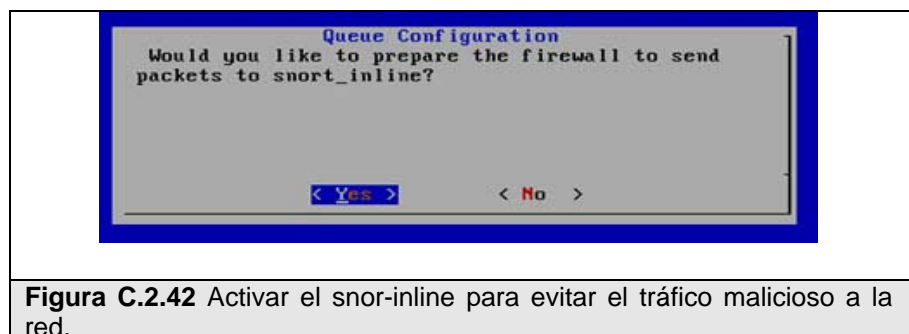 Queue Configuration
Would you like to prepare the firewall to send
packets to snort_inline?
< Yes >
< No >
Figura C.2.42 Activar el snor-inline para evitar el tráfico malicioso a la
red.